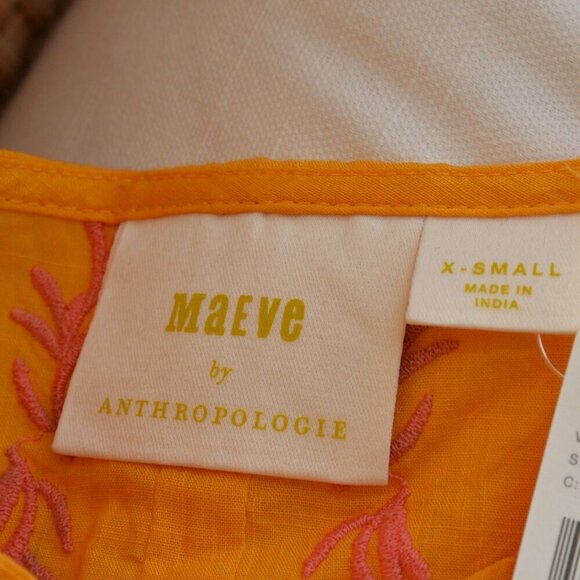 MaEVe
by
ANTHROPOLOGIE
X-SMALL
MADE IN
INDIA